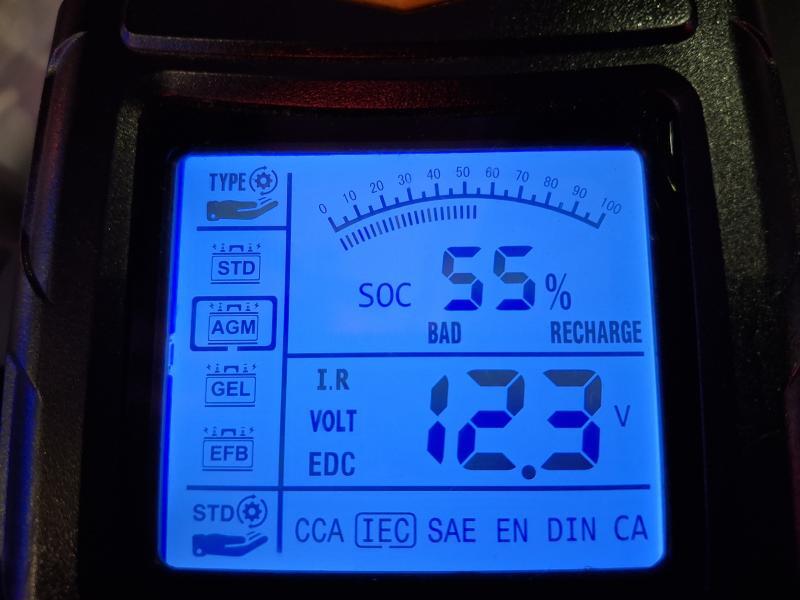 TYPE
0 10 20 30 40 50 60 70 80 90 100
STD
SOC 55%
AGM
BAD RECHARGE
GEL
I.R
VOLT
12.3 V
EFB
EDC
STD
CCA IEC SAE EN DIN CA